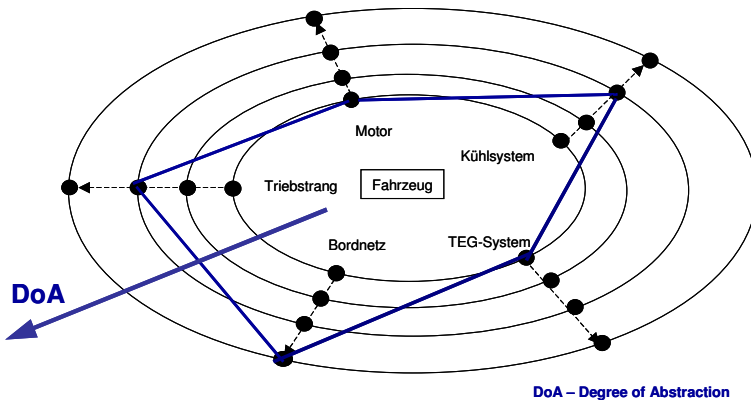 Motor
Kühlsystem
Triebstrang
Fahrzeug
Bordnetz
TEG-System
DoA
DoA – Degree of Abstraction